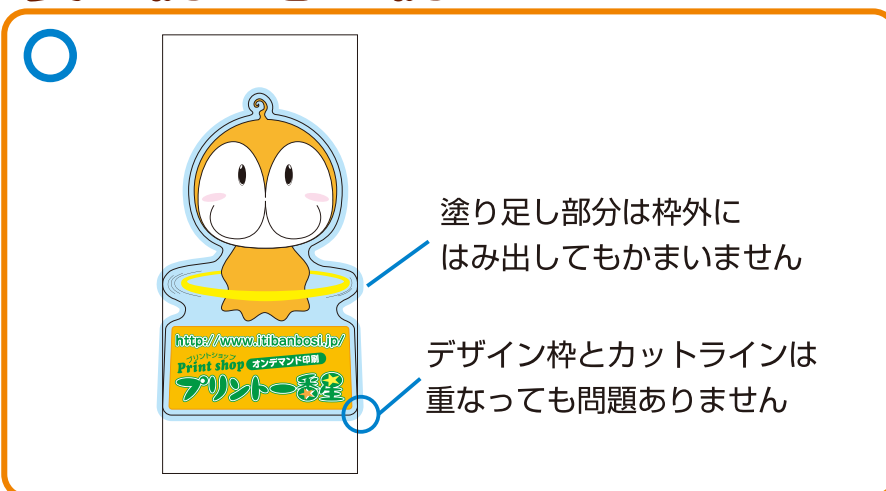 塗り足し部分は枠外に
はみ出してもかまいません
http://www.itibanbosi.jp/
プリントショップ
Print shop オンデマンド印刷
プリント一番星
デザイン枠とカットラインは
重なっても問題ありません